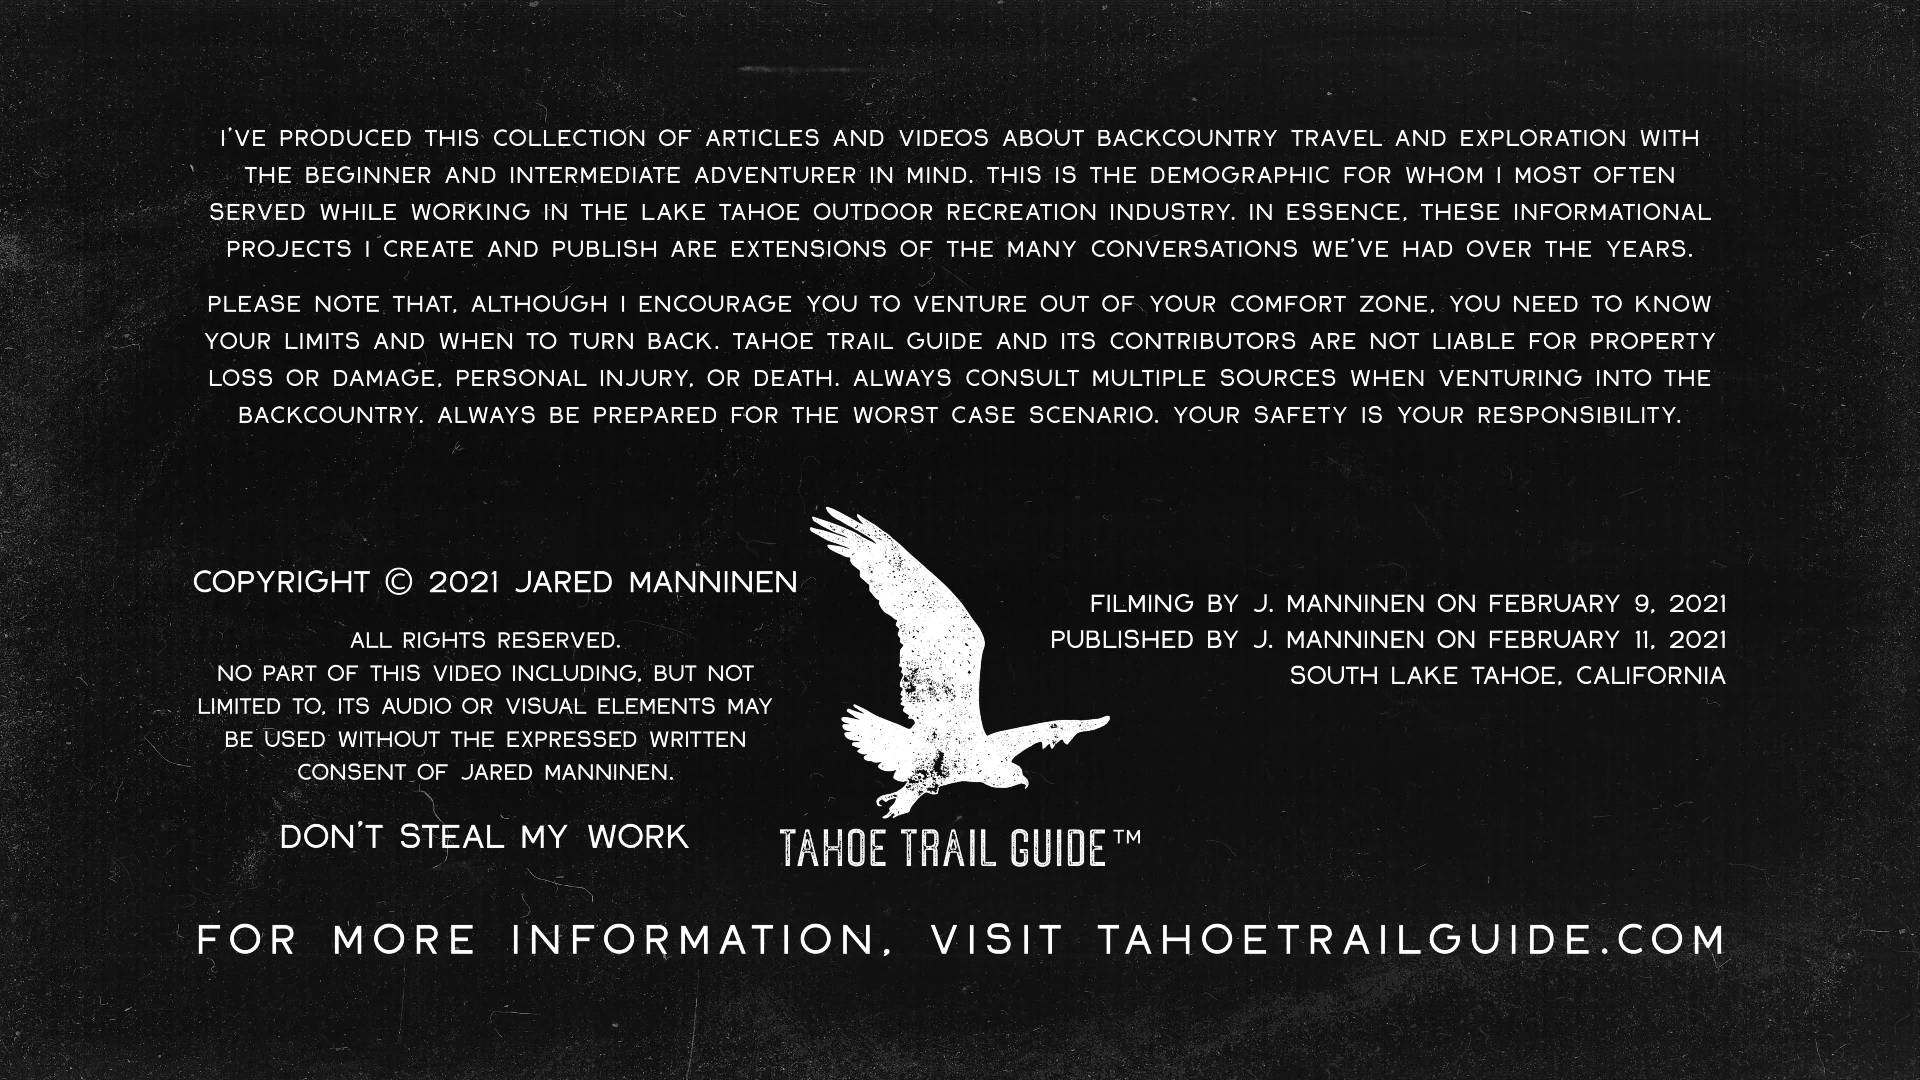 I'VE PRODUCED THIS COLLECTION OF ARTICLES AND VIDEOS ABOUT BACKCOUNTRY TRAVEL AND EXPLORATION WITH
THE BEGINNER AND INTERMEDIATE ADVENTURER IN MIND. THIS IS THE DEMOGRAPHIC FOR WHOM I MOST OFTEN
SERVED WHILE WORKING IN THE LAKE TAHOE OUTDOOR RECREATION INDUSTRY. IN ESSENCE, THESE INFORMATIONAL
PROJECTS I CREATE AND PUBLISH ARE EXTENSIONS OF THE MANY CONVERSATIONS WE'VE HAD OVER THE YEARS.
PLEASE NOTE THAT, ALTHOUGH I ENCOURAGE YOU TO VENTURE OUT OF YOUR COMFORT ZONE, YOU NEED TO KNOW
YOUR LIMITS AND WHEN TO TURN BACK. TAHOE TRAIL GUIDE AND ITS CONTRIBUTORS ARE NOT LIABLE FOR PROPERTY
LOSS OR DAMAGE, PERSONAL INJURY, OR DEATH. ALWAYS CONSULT MULTIPLE SOURCES WHEN VENTURING INTO THE
BACKCOUNTRY. ALWAYS BE PREPARED FOR THE WORST CASE SCENARIO. YOUR SAFETY IS YOUR RESPONSIBILITY.
COPYRIGHT © 2021 JARED MANNINEN
ALL RIGHTS RESERVED.
NO PART OF THIS VIDEO INCLUDING, BUT NOT
LIMITED TO, ITS AUDIO OR VISUAL ELEMENTS MAY
BE USED WITHOUT THE EXPRESSED WRITTEN
CONSENT OF JARED MANNINEN.
DON'T STEAL MY WORK
TAHOE TRAIL GUIDE™
FILMING BY J. MANNINEN ON FEBRUARY 9, 2021
PUBLISHED BY J. MANNINEN ON FEBRUARY 11, 2021
SOUTH LAKE TAHOE, CALIFORNIA
FOR MORE INFORMATION, VISIT TAHOETRAILGUIDE.COM